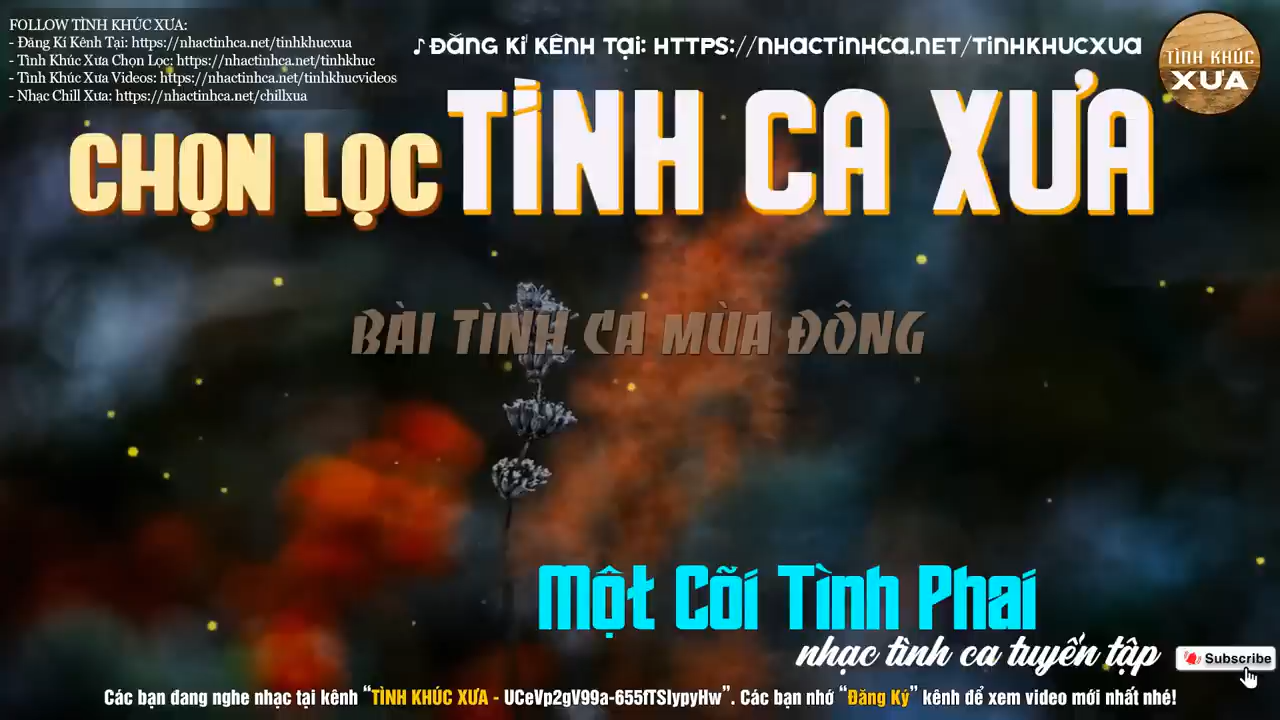 FOLLOW TÌNH KHÚC XƯA:
- Đăng Kí Kênh Tại: https://nhactinhca.net/tinhkhucxua
- Tình Khúc Xưa Chọn Lọc: https://nhactinhca.net/tinhkhuc
- Tình Khúc Xưa Videos: https://nhactinhca.net/tinhkhucvideos
- Nhạc Chill Xưa: https://nhactinhca.net/chillxua
♪ ĐĂNG KÍ KÊNH TẠI: HTTPS://NHACTINHCA.NET/TINHKHUCXUA
TÌNH KHÚC
XƯA
CHỌN LỌC TÌNH CA XƯA
BÀI TÌNH CA MÙA ĐÔNG
Một Cõi Tình Phai
nhạc tình ca tuyển tập
Subscribe
Các bạn đang nghe nhạc tại kênh “TÌNH KHÚC XƯA - UCeVp2gV99a-655fTSIypyHw”. Các bạn nhớ “Đăng Ký” kênh để xem video mới nhất nhé!